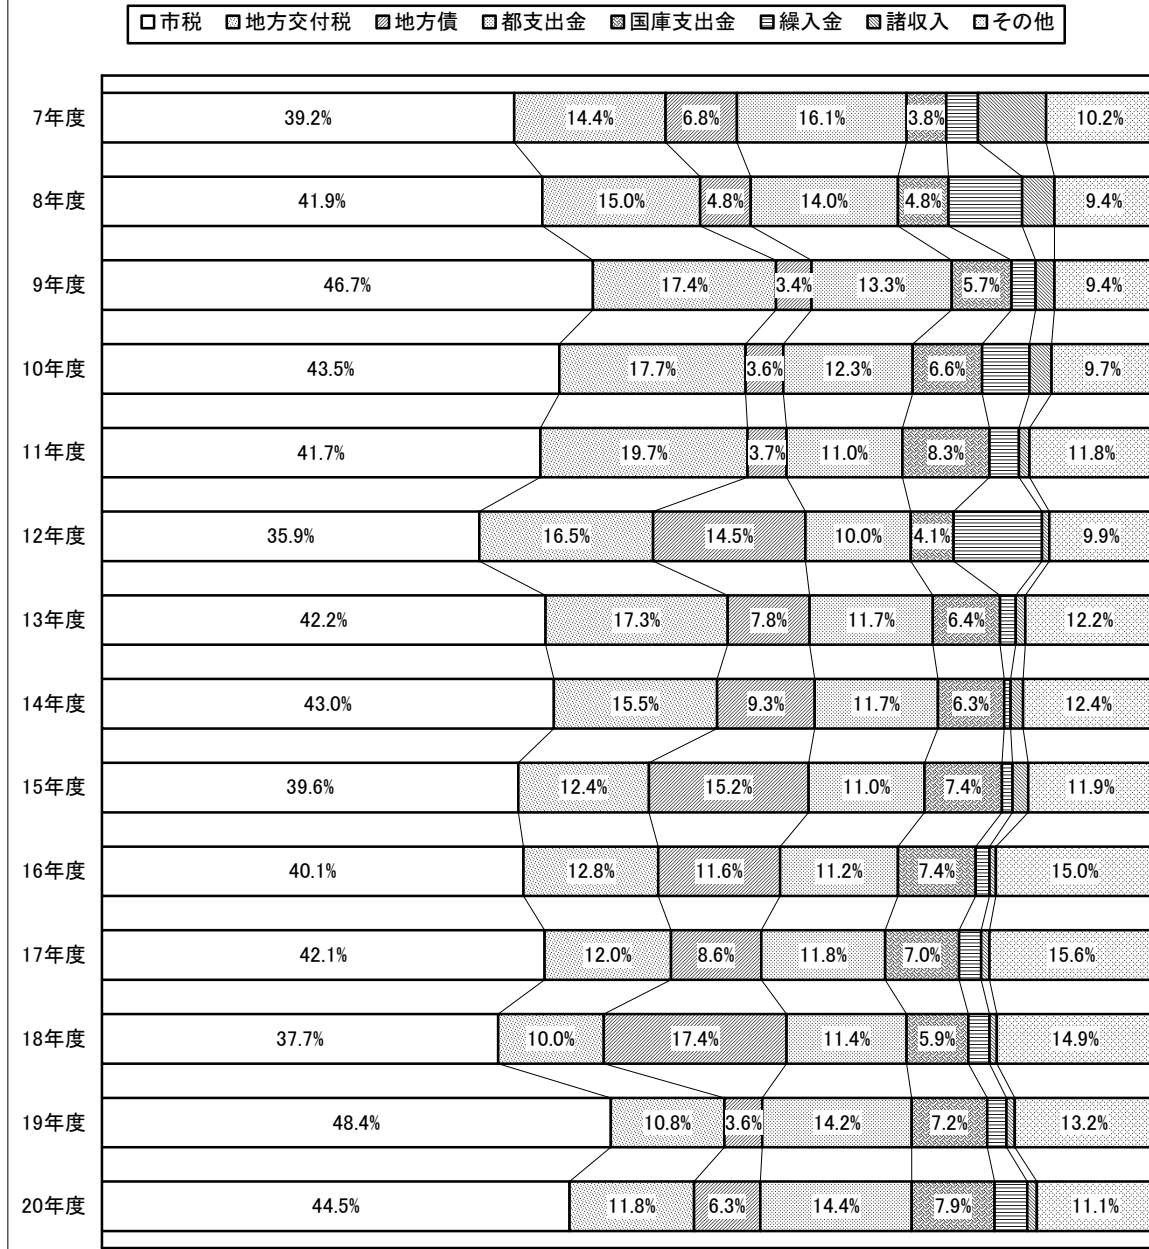 市税 地方交付税 地方債 都支出金 国庫支出金 繰入金 諸収入 その他
7年度 39.2% 14.4% 6.8% 16.1% 3.8% 10.2%
8年度 41.9% 15.0% 4.8% 14.0% 4.8% 9.4%
9年度 46.7% 17.4% 3.4% 13.3% 5.7% 9.4%
10年度 43.5% 17.7% 3.6% 12.3% 6.6% 9.7%
11年度 41.7% 19.7% 3.7% 11.0% 8.3% 11.8%
12年度 35.9% 16.5% 14.5% 10.0% 4.1% 9.9%
13年度 42.2% 17.3% 7.8% 11.7% 6.4% 12.2%
14年度 43.0% 15.5% 9.3% 11.7% 6.3% 12.4%
15年度 39.6% 12.4% 15.2% 11.0% 7.4% 11.9%
16年度 40.1% 12.8% 11.6% 11.2% 7.4% 15.0%
17年度 42.1% 12.0% 8.6% 11.8% 7.0% 15.6%
18年度 37.7% 10.0% 17.4% 11.4% 5.9% 14.9%
19年度 48.4% 10.8% 3.6% 14.2% 7.2% 13.2%
20年度 44.5% 11.8% 6.3% 14.4% 7.9% 11.1%